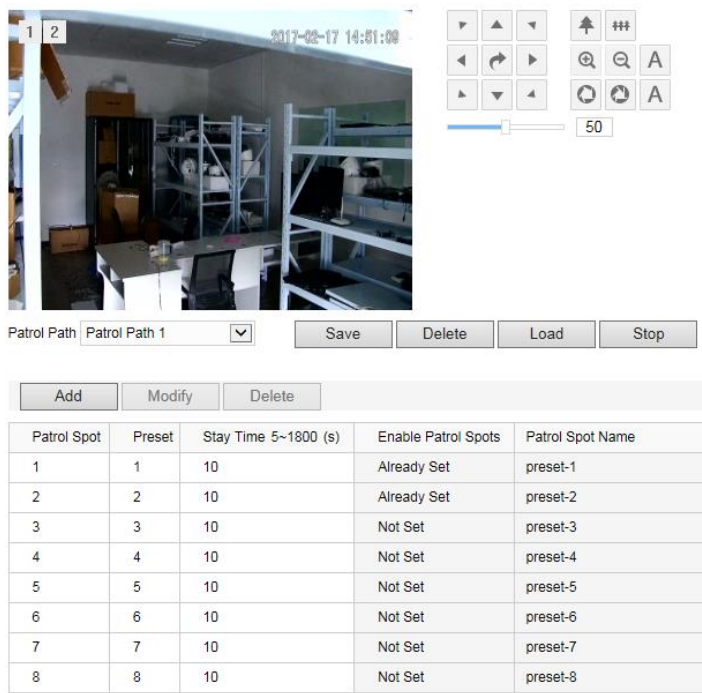 1 2
2017-02-17 14:51:09
A
A
50
Patrol Path Patrol Path 1 Save Delete Load Stop
Add Modify Delete
Patrol Spot Preset Stay Time 5~1800 (s) Enable Patrol Spots Patrol Spot Name
1 1 10 Already Set preset-1
2 2 10 Already Set preset-2
3 3 10 Not Set preset-3
4 4 10 Not Set preset-4
5 5 10 Not Set preset-5
6 6 10 Not Set preset-6
7 7 10 Not Set preset-7
8 8 10 Not Set preset-8